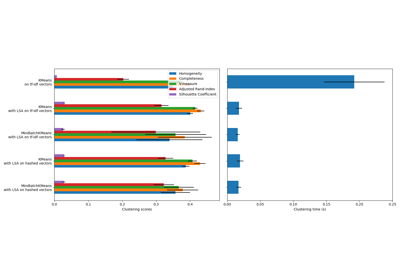 Homogeneity
Completeness
V-measure
Adjusted Rand-Index
Silhouette Coefficient
KMeans
on tf-idf vectors
KMeans
with LSA on tf-idf vectors
MiniBatchKMeans
with LSA on tf-idf vectors
KMeans
with LSA on hashed vectors
MiniBatchKMeans
with LSA on hashed vectors
0.0 0.1 0.2 0.3 0.4
Clustering scores
0.00 0.05 0.10 0.15 0.20 0.25
Clustering time (s)